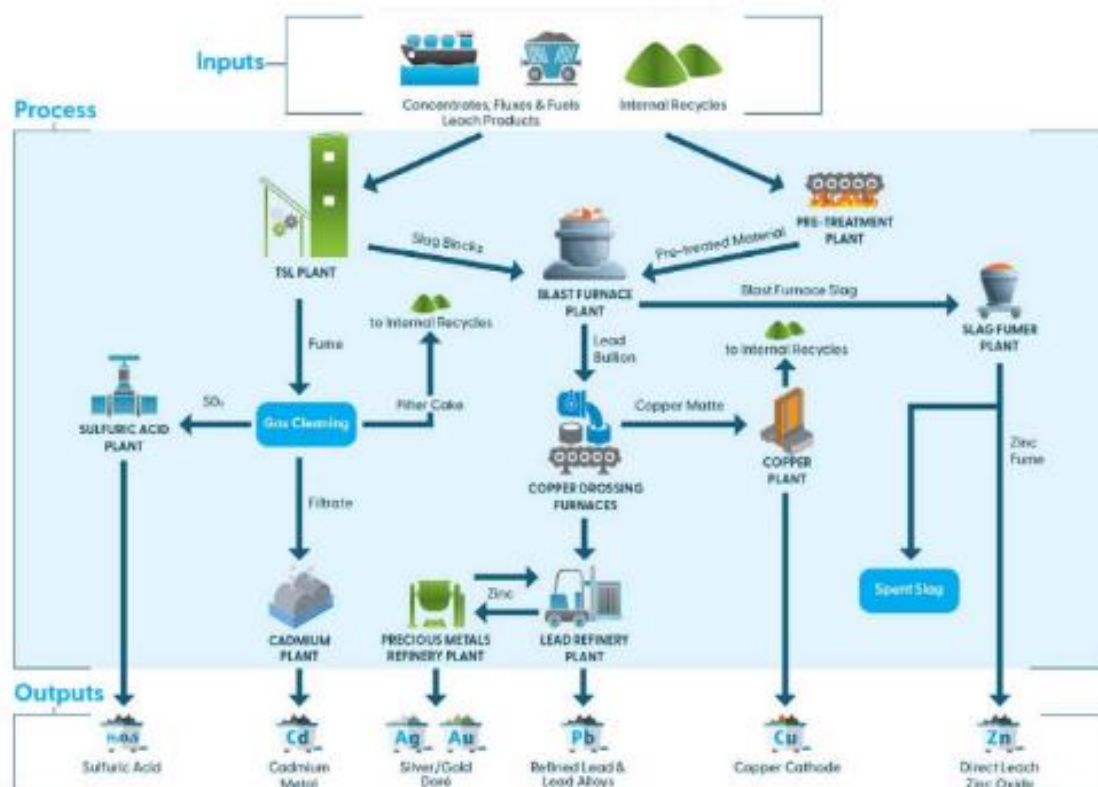 Inputs
Concentrates, Fluxes & Fuels
Leach Products
Internal Recycles
Process
TSL PLANT
Slag Blocks
BLAST FURNACE
PLANT
Pre-treated Material
PRE-TREATMENT
PLANT
Blast Furnace Slag
SLAG FUMER
PLANT
to Internal Recycles
Fume
Lead
Bullion
to Internal Recycles
SO₂
SULFURIC ACID
PLANT
Gas Cleaning
Filter Cake
Copper Matte
COPPER DROSSING
FURNACES
COPPER
PLANT
Zinc
Fume
Filtrate
Spent Slag
CADMIUM
PLANT
PRECIOUS METALS
REFINERY PLANT
Zinc
LEAD REFINERY
PLANT
Outputs
Cd
Ag
Au
Pb
Cu
Zn
Sulfuric Acid
Cadmium
Metal
Silver/Gold
Doré
Refined Lead &
Lead Alloys
Copper Cathode
Direct Leach
Zinc Oxide